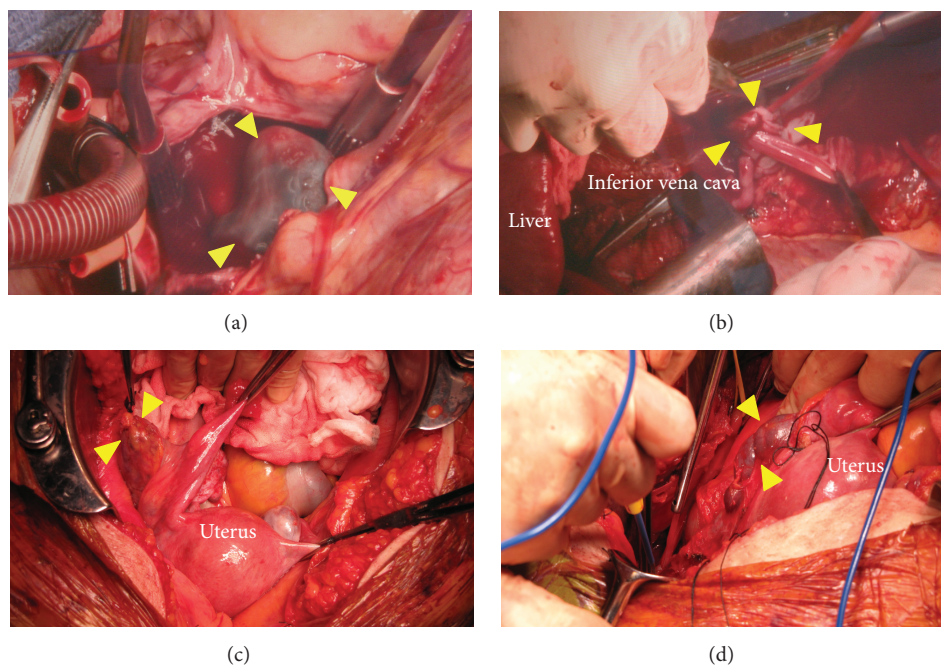 Inferior vena cava
Liver
(a)
(b)
Uterus
Uterus
(c)
(d)